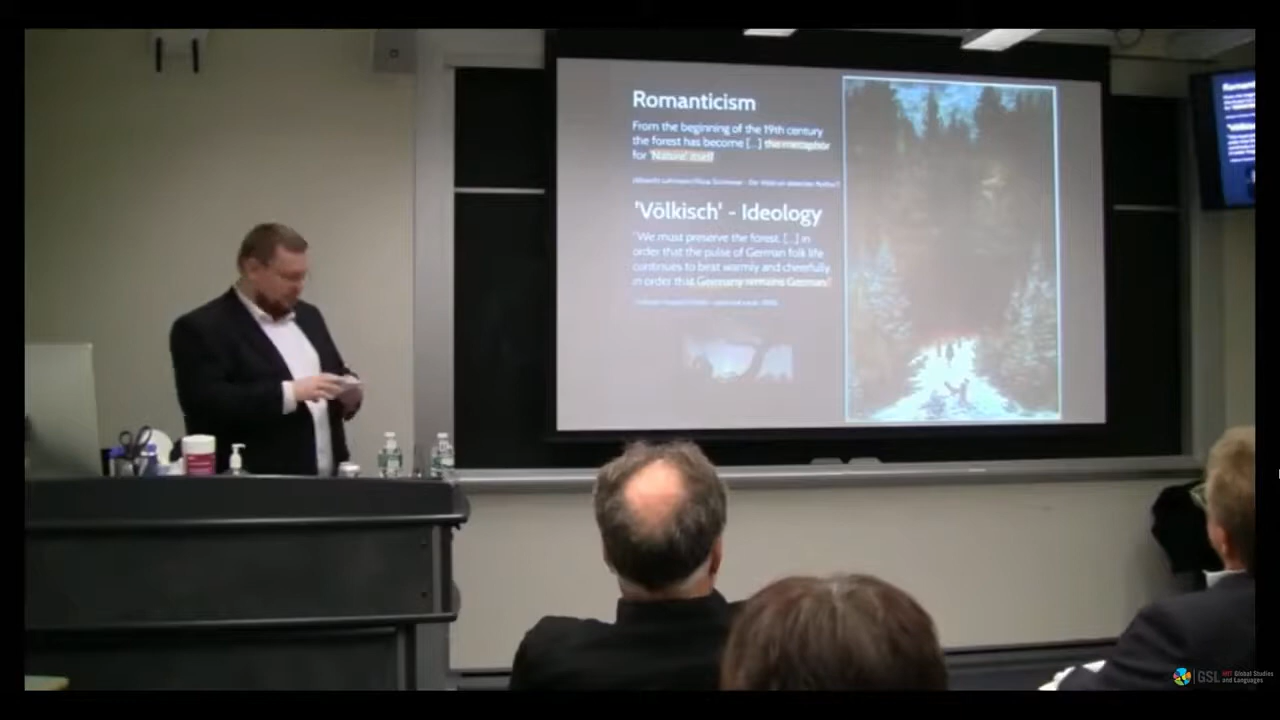 Romanticism
From the beginning of the 19th century
the forest has become [...] the metaphor
for 'Nature' itself
'Völkisch' - Ideology
"We must preserve the forest, [...] in
order that the pulse of German folk life
continues to beat warmly and cheerfully
in order that Germany remains German."
GSL MIT Global Studies
and Languages